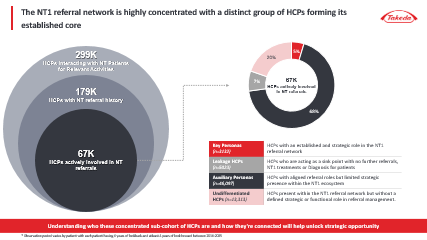 The NT1 referral network is highly concentrated with a distinct group of HCPs forming its
established core
Takeda
299K
HCPs interacting with NT Patients
for Relevant Activities
179K
HCPs with NT referral history
67K
HCPs actively involved in NT
referrals
5%
68%
7%
67K
HCPs actively involved
in NT referrals
Key Personas
HCPs with an established and strategic role in the NT1
referral network
Leakage HCPs
HCPs who are acting as a sink point with no further referrals,
NT1 treatments or Diagnosis for patients
Auxiliary Personas
HCPs with aligned referral roles but limited strategic
presence within the NT1 ecosystem
Undifferentiated
HCPs
HCPs present within the NT1 referral network but without a
defined strategic or functional role in referral management.
Understanding who these concentrated sub-cohort of HCPs are and how they're connected will help unlock strategic opportunity